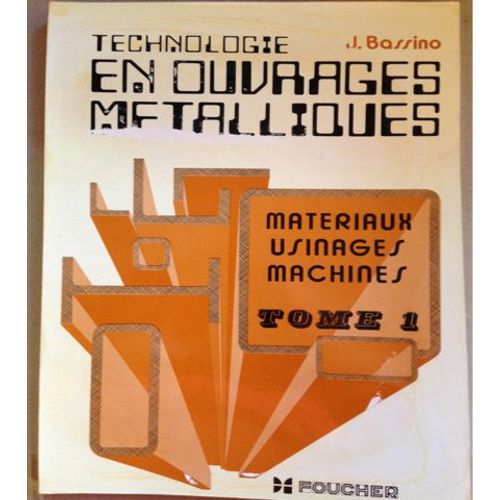 TECHNOLOGIE
J. Bassino
EN OUVRAGES
METALLIQUES
MATERIAUX
USINAGES
MACHINES
TOME 1
FOUCHER